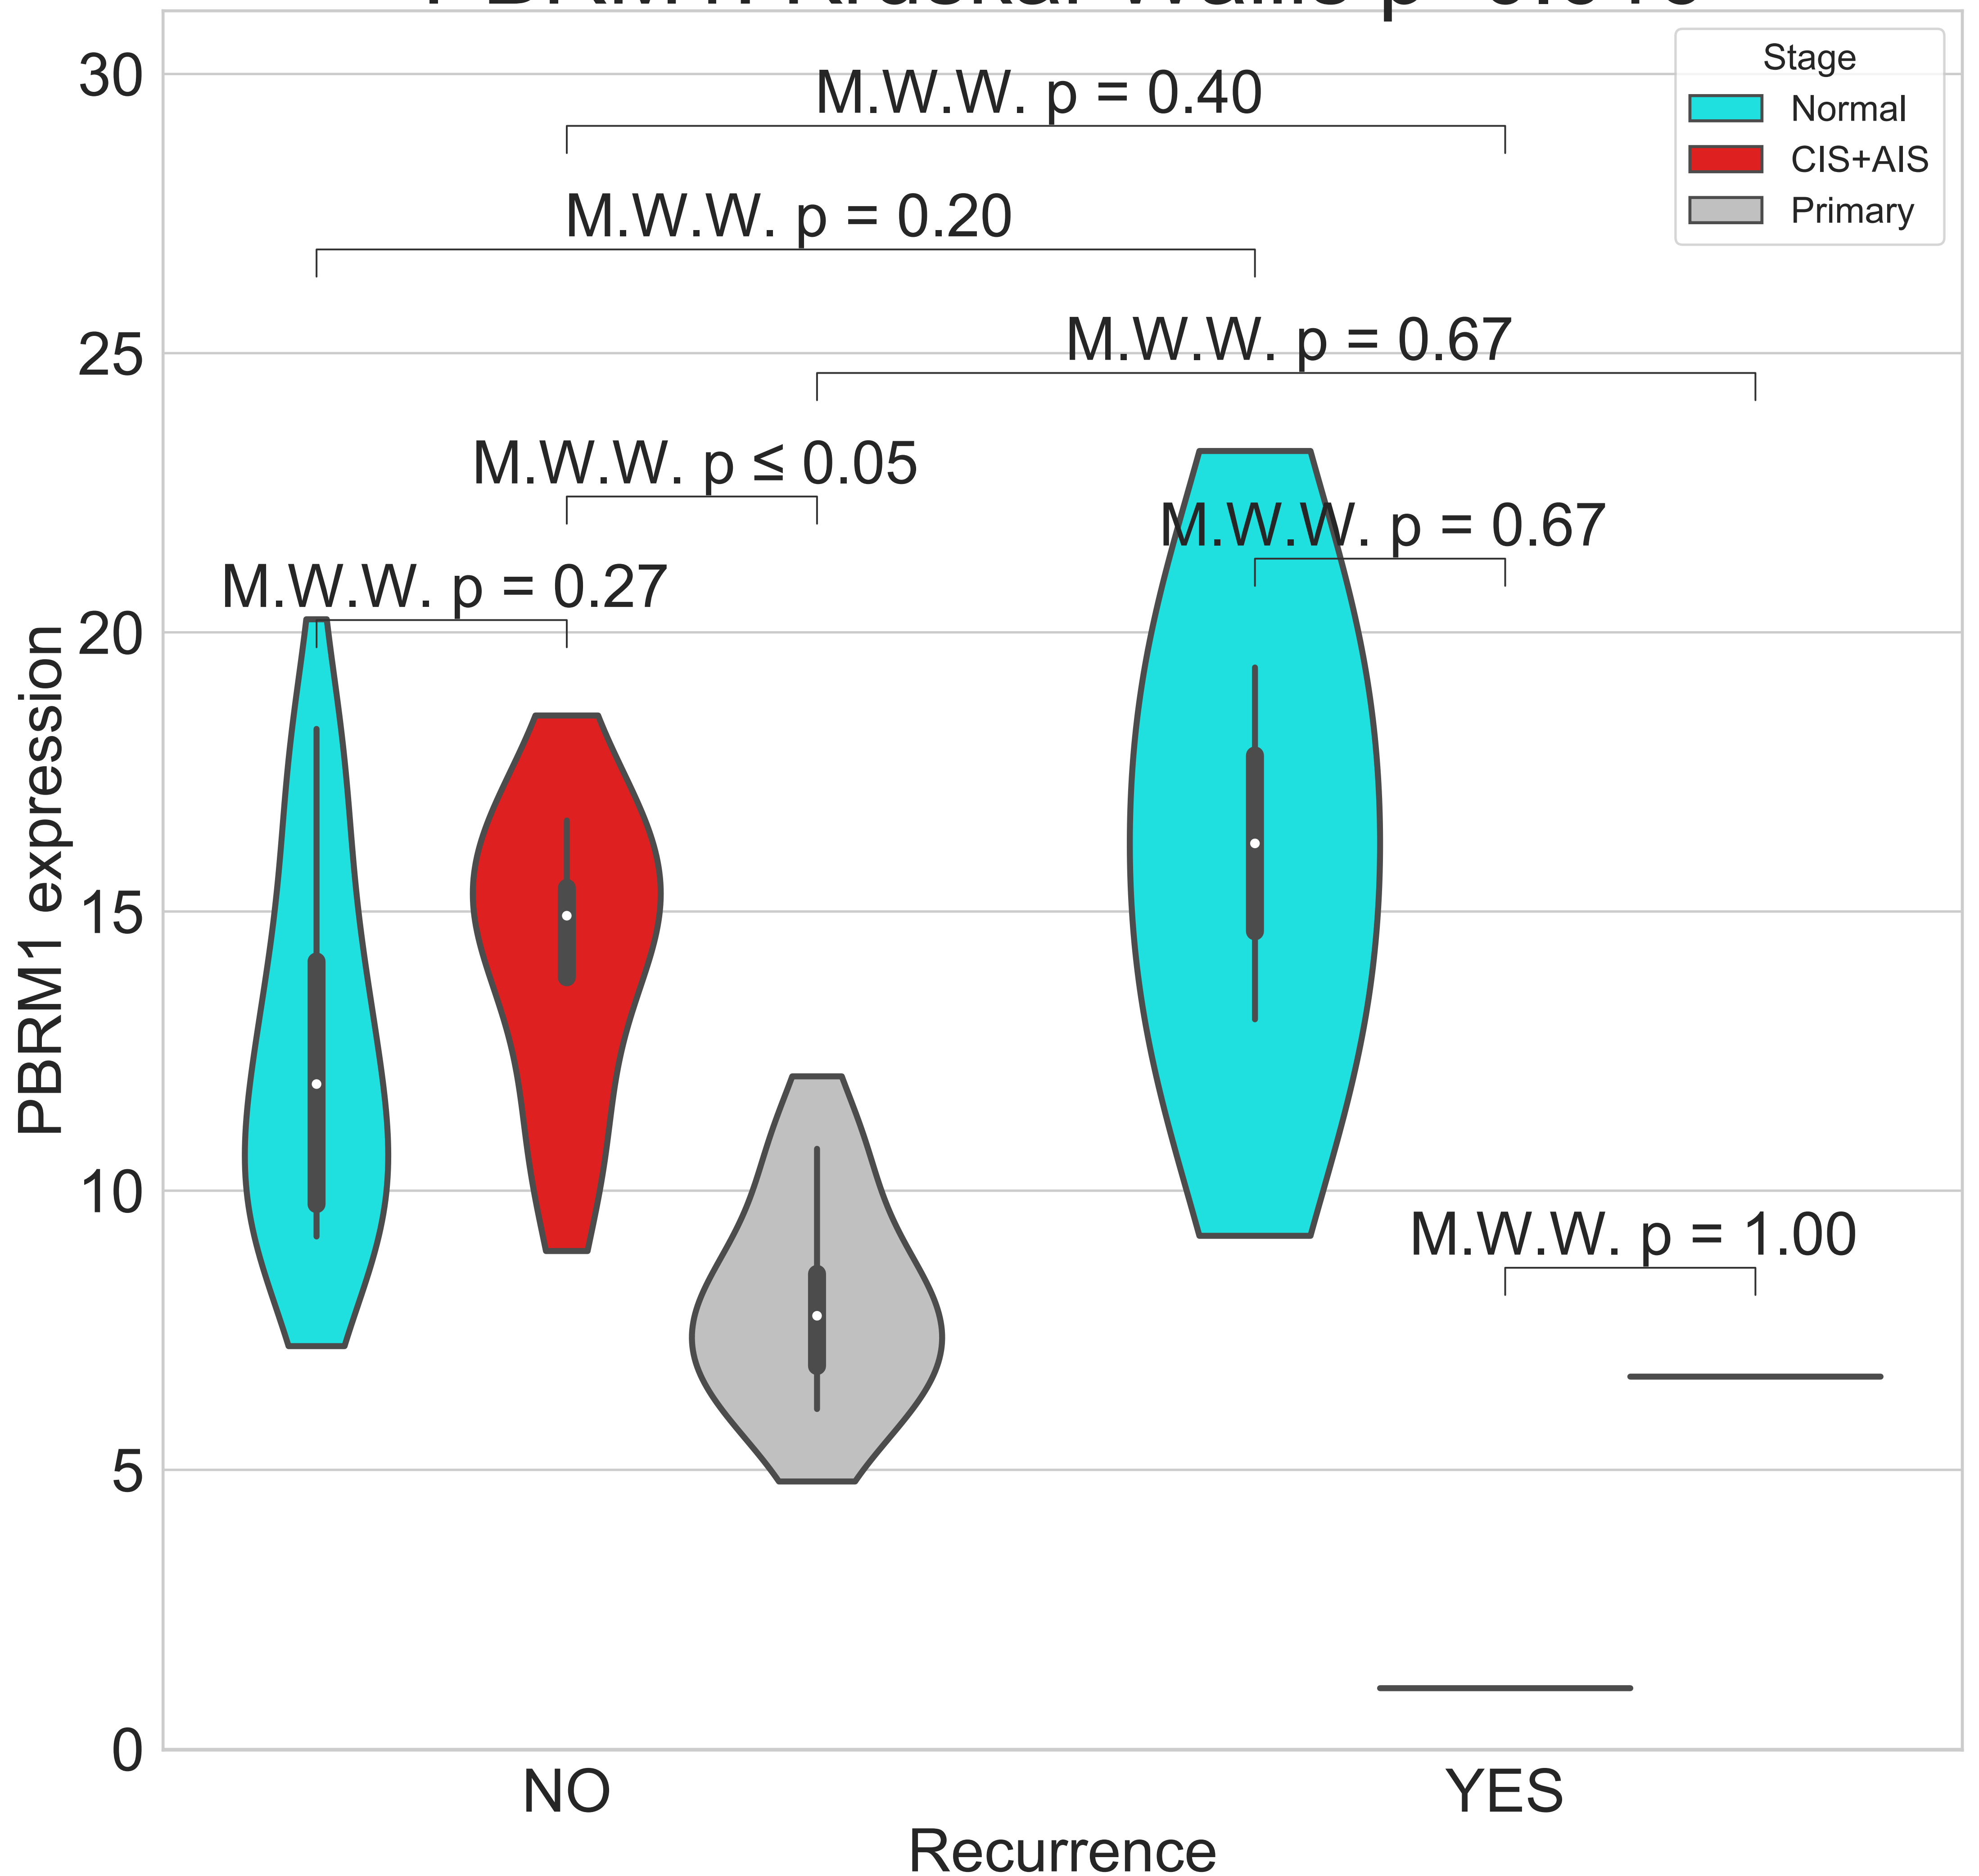 Stage
Normal
CIS+AIS
Primary
M.W.W. p = 0.40
M.W.W. p = 0.20
M.W.W. p = 0.67
M.W.W. p ≤ 0.05
M.W.W. p = 0.67
M.W.W. p = 0.27
M.W.W. p = 1.00
30
25
20
15
10
5
0
PBRM1 expression
NO
YES
Recurrence